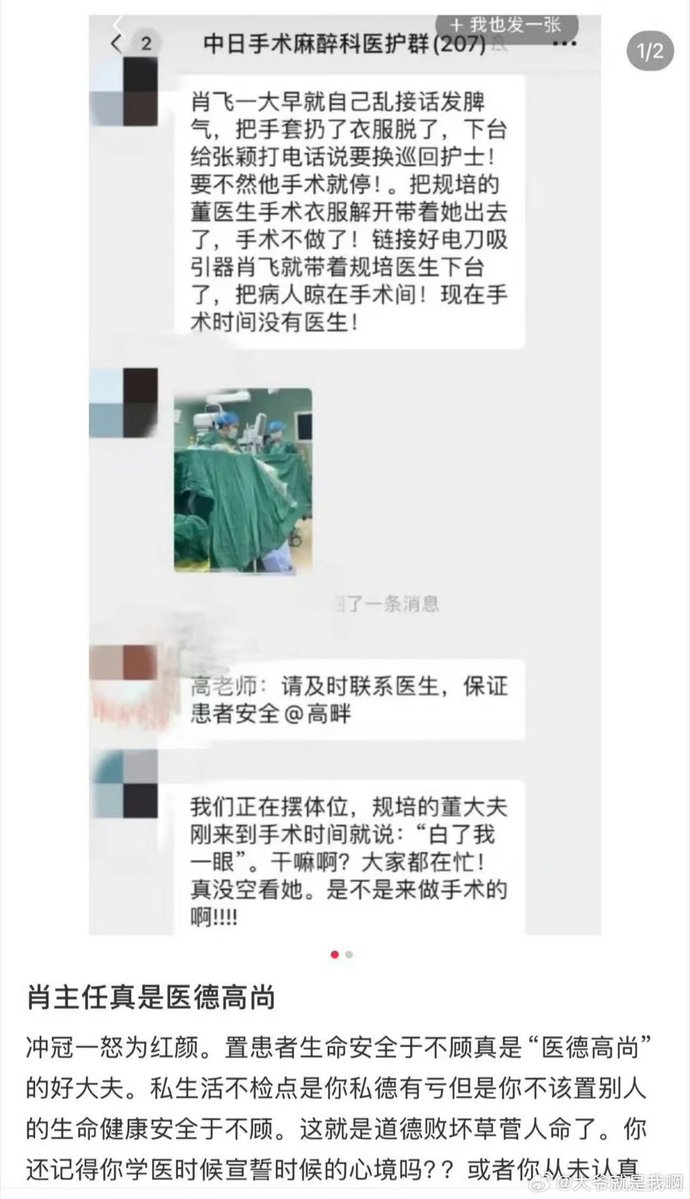 + 我也发一张
1/2
2
中日手术麻醉科医护群(207)
肖飞一大早就自己乱接话发脾
气，把手套扔了衣服脱了，下台
给张颖打电话说要换巡回护士！
要不然他手术就停！。把规培的
董医生手术衣服解开带着她出去
了，手术不做了！链接好电刀吸
引器肖飞就带着规培医生下台
了，把病人晾在手术间！现在手
术时间没有医生！
了一条消息
高老师：请及时联系医生，保证
患者安全@高畔
我们正在摆体位，规培的董大夫
刚来到手术时间就说：“白了我
一眼”。干嘛啊？大家都在忙！
真没空看她。是不是来做手术的
啊!!!!
肖主任真是医德高尚
冲冠一怒为红颜。置患者生命安全于不顾真是“医德高尚”
的好大夫。私生活不检点是你私德有亏但是你不该置别人
的生命健康安全于不顾。这就是道德败坏草菅人命了。你
还记得你学医时候宣誓时候的心境吗？？或者你从未认真
@大爷就是我啊